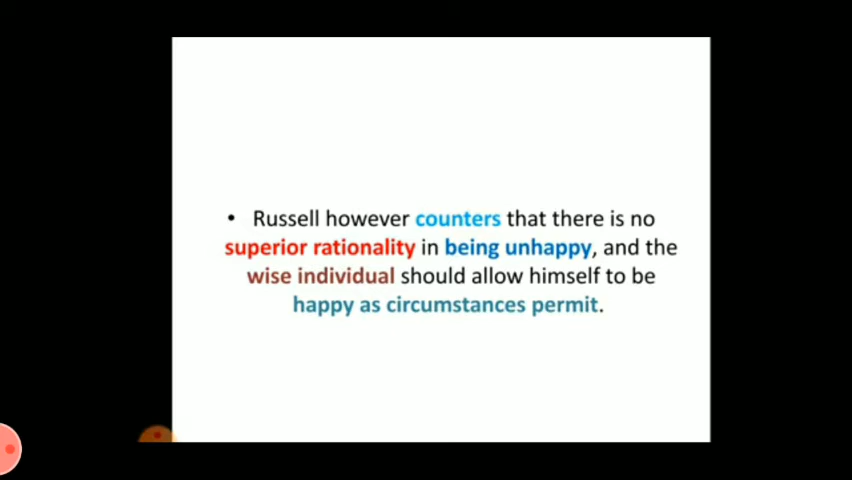 • Russell however counters that there is no
superior rationality in being unhappy, and the
wise individual should allow himself to be
happy as circumstances permit.